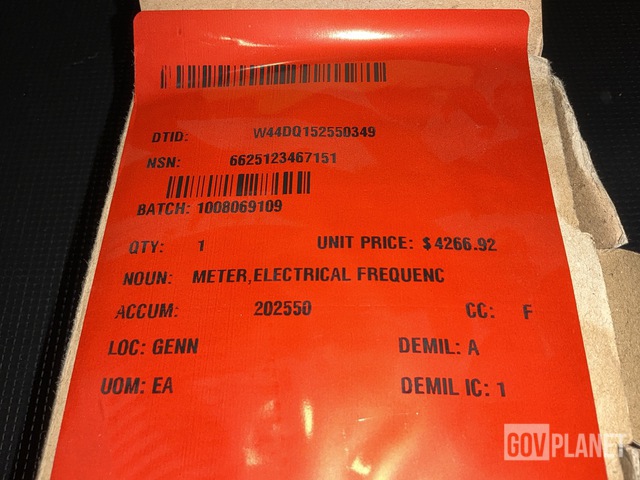 DTID: W44DQ152550349
NSN: 6625123467151
BATCH: 1008069109
QTY: 1 UNIT PRICE: $4266.92
NOUN: METER,ELECTRICAL FREQUENC
ACCUM: 202550 CC: F
LOC: GENN DEMIL: A
UOM: EA DEMIL IC: 1
GOVPLANET